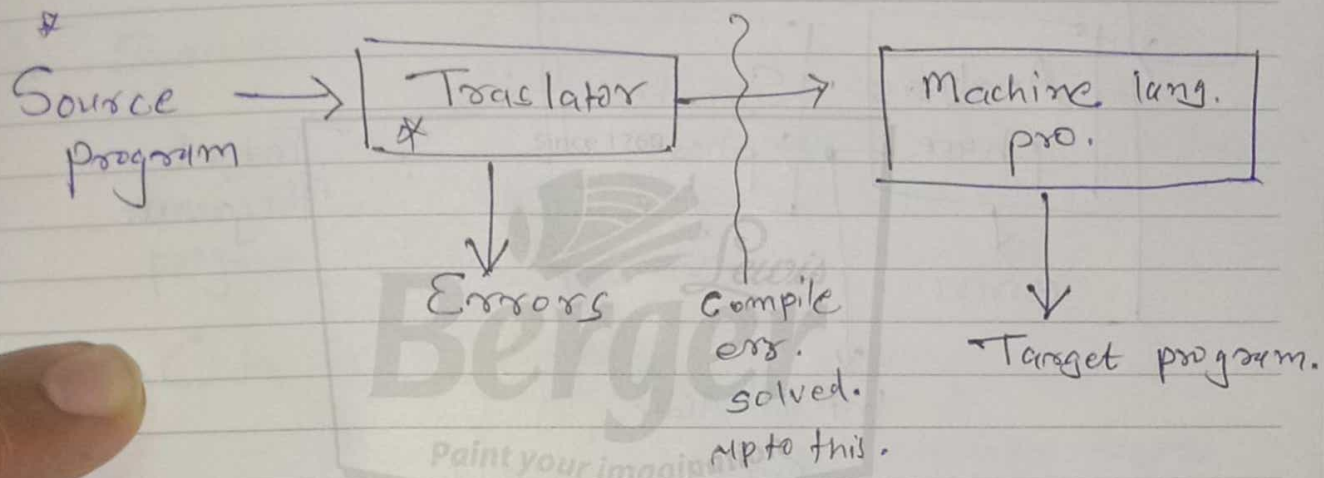 Source
program
Traslator
Machine lang.
pro.
Since 1760
Errors
Compile
err.
solved.
upto this.
Target program.
Lewis
Berger
Paint your imagination